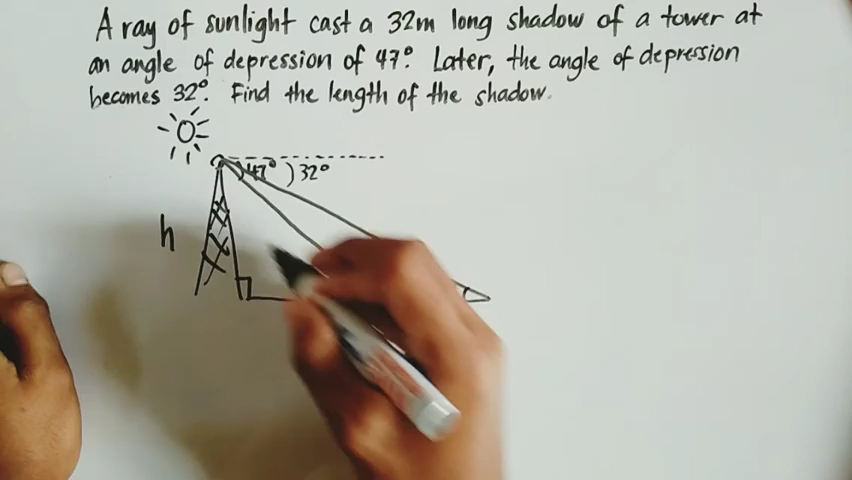 A ray of sunlight cast a 32m long shadow of a tower at
an angle of depression of 47°. Later, the angle of depression
becomes 32°. Find the length of the shadow.
47° 32°
h